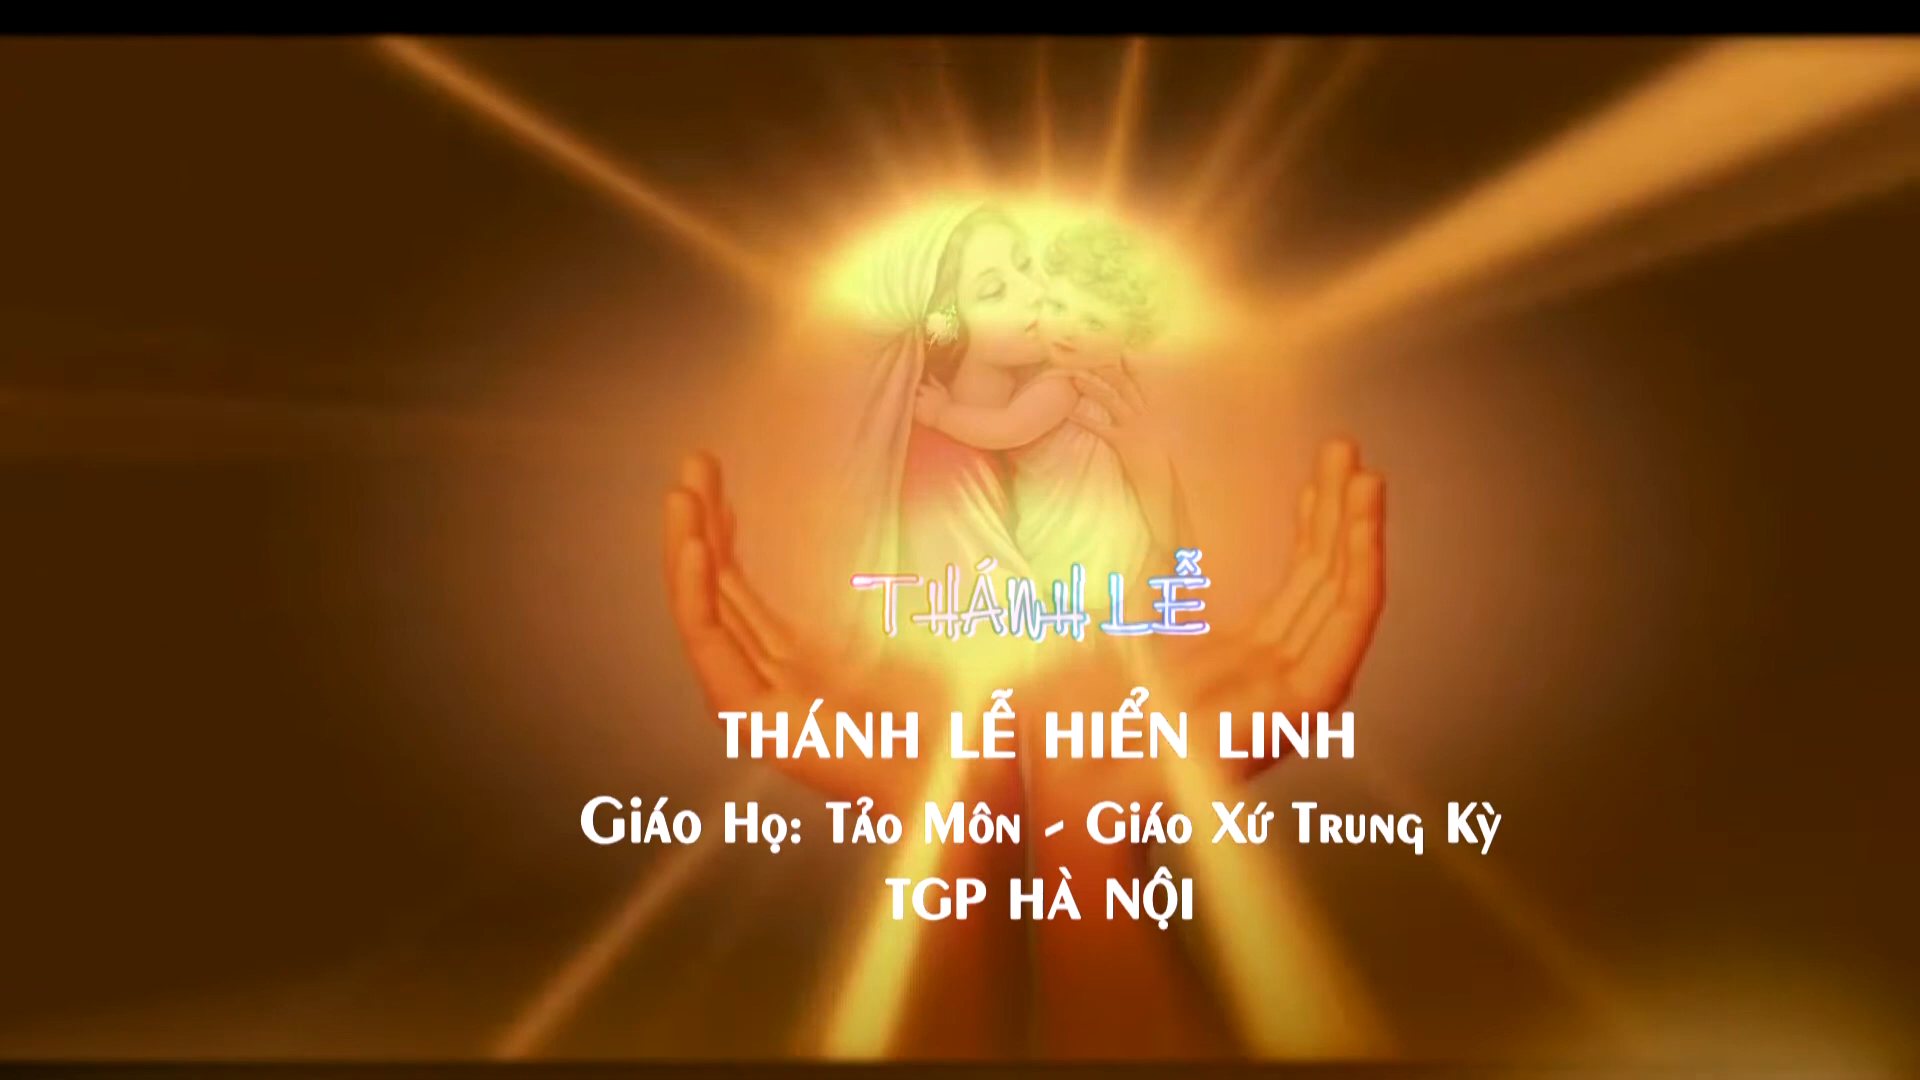 THÁNH LỄ
THÁNH LỄ HIỂN LINH
Giáo Họ: Tảo Môn - Giáo Xứ Trung Kỳ
TGP HÀ NỘI